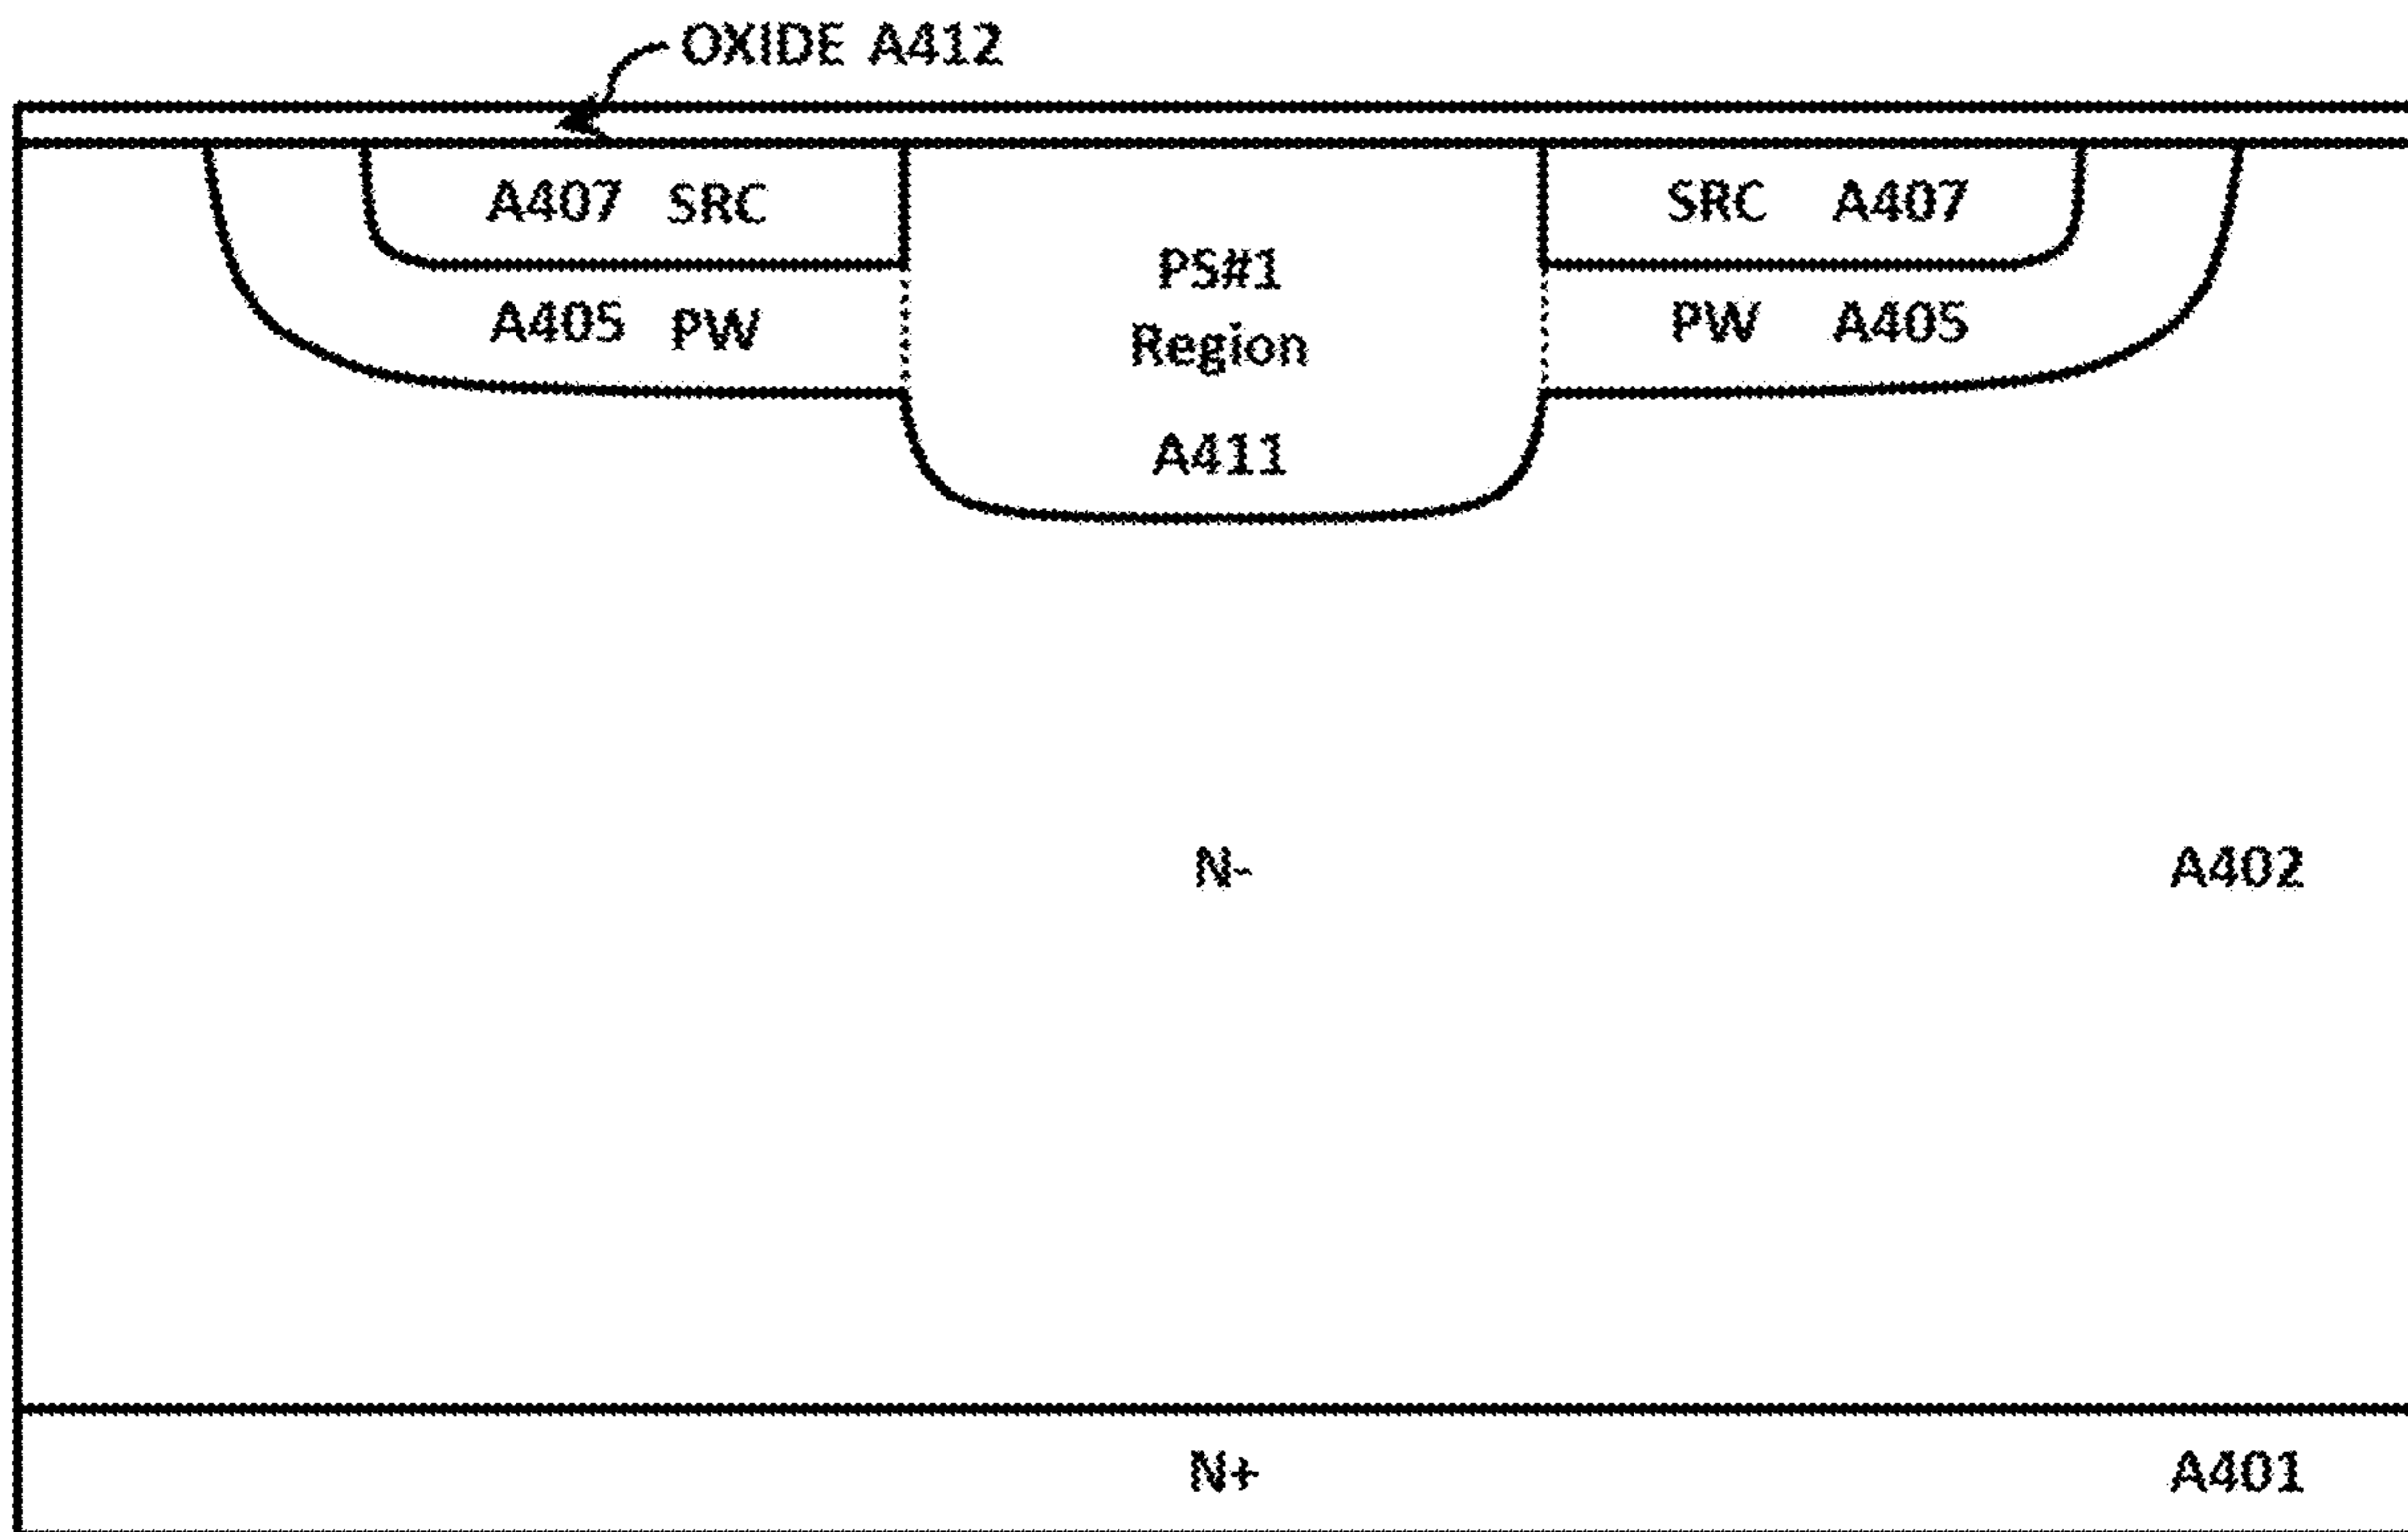 OXIDE A412
A407 SRC
SRC A407
A405 PW
PS#1
Region
A411
PW A405
N-
A402
N+
A401